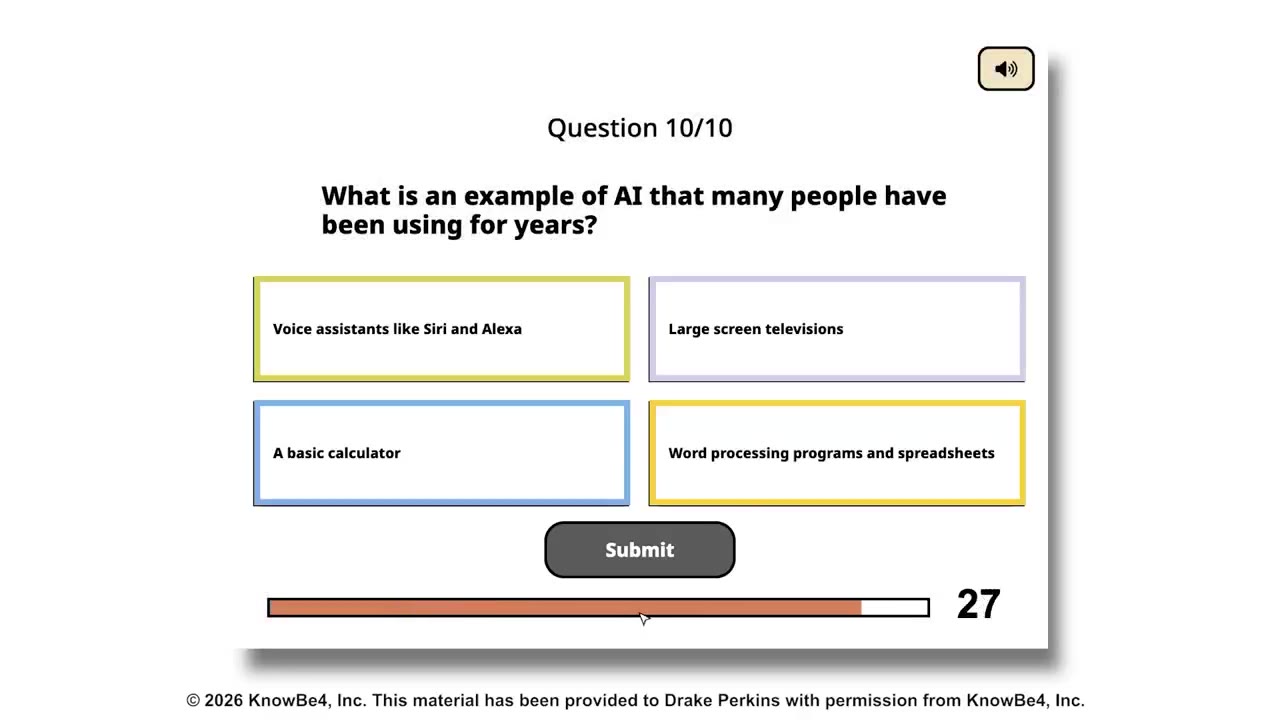 Question 10/10
What is an example of AI that many people have
been using for years?
Voice assistants like Siri and Alexa
Large screen televisions
A basic calculator
Word processing programs and spreadsheets
Submit
27
© 2026 KnowBe4, Inc. This material has been provided to Drake Perkins with permission from KnowBe4, Inc.